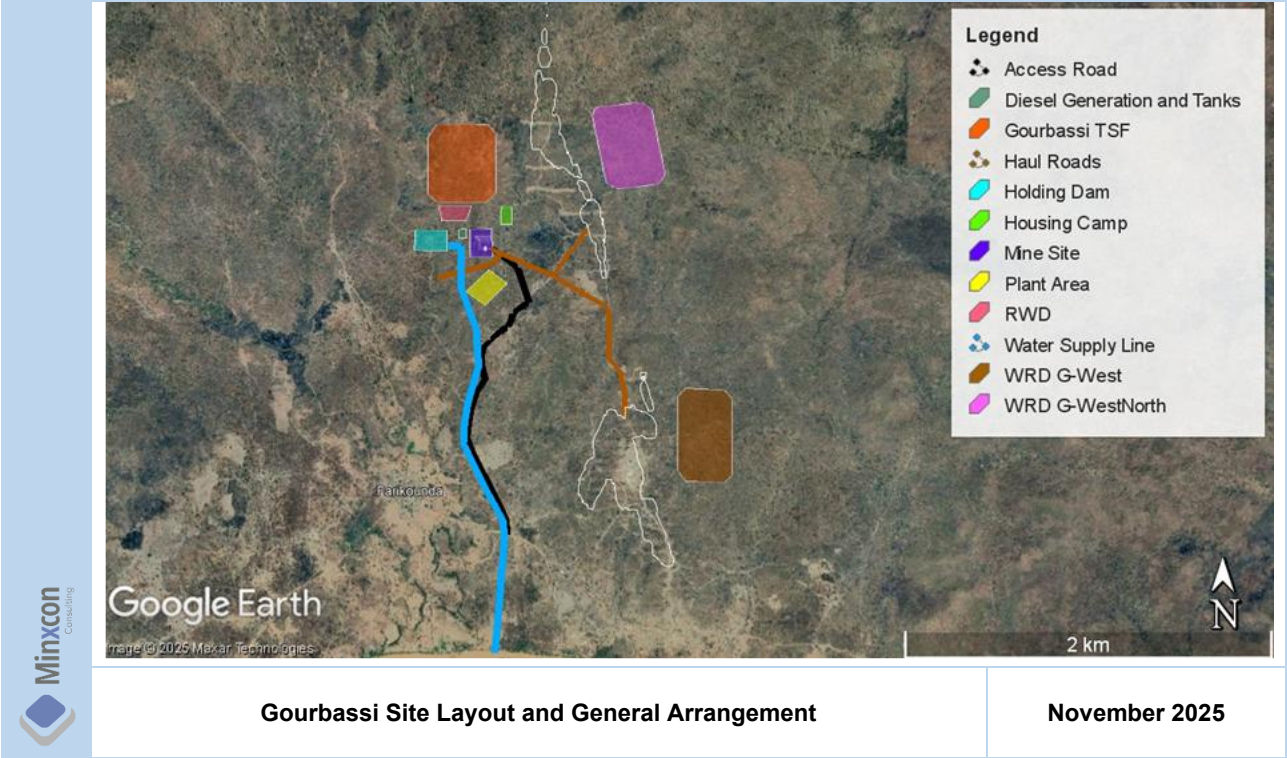 Legend
Access Road
Diesel Generation and Tanks
Gourbassi TSF
Haul Roads
Holding Dam
Housing Camp
Mine Site
Plant Area
RWD
Water Supply Line
WRD G-West
WRD G-WestNorth
Farikounda
Google Earth
Image © 2025 Maxar Technologies
N
2 km
Minxcon
Consulting
Gourbassi Site Layout and General Arrangement
November 2025